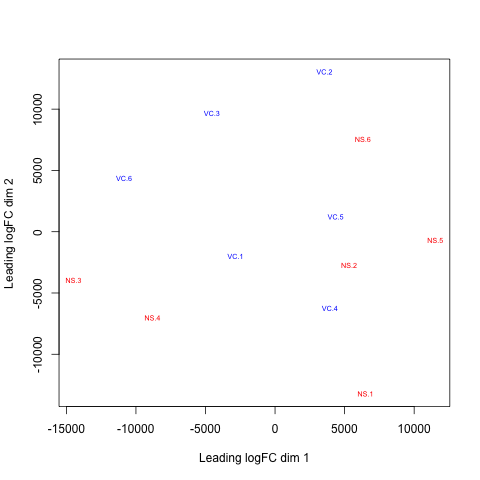 VC.2
VC.3
NS.6
VC.6
VC.5
NS.5
VC.1
NS.2
NS.3
VC.4
NS.4
NS.1
10000
5000
0
-5000
-10000
Leading logFC dim 2
-15000 -10000 -5000 0 5000 10000
Leading logFC dim 1